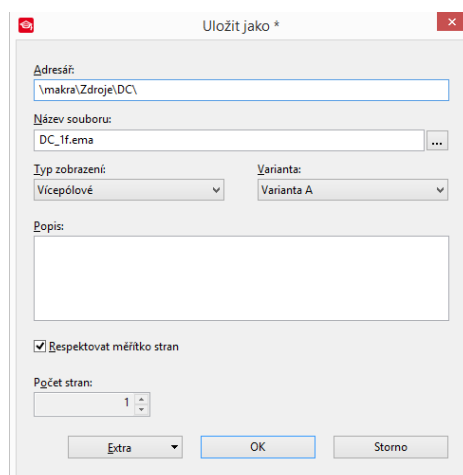 Uložit jako *
Adresář:
\makra\Zdroje\DC\
Název souboru:
DC_1f.ema
...
Typ zobrazení: Varianta:
Vícepólové Varianta A
Popis:
Respektovat měřítko stran
Počet stran:
1
Extra OK Storno